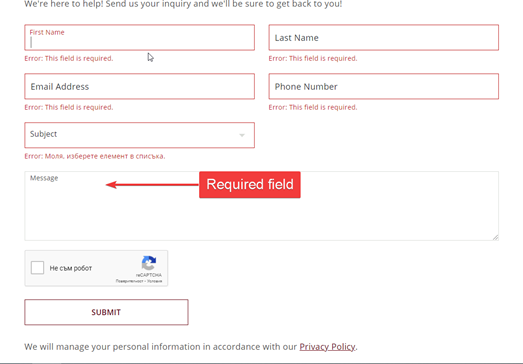 We're here to help! Send us your inquiry and we'll be sure to get back to you!
First Name
Last Name
Error: This field is required.
Error: This field is required.
Email Address
Phone Number
Error: This field is required.
Error: This field is required.
Subject
Error: Моля, изберете елемент в списъка.
Message
Required field
Не съм робот
reCAPTCHA
Поверителност - Условия
SUBMIT
We will manage your personal information in accordance with our Privacy Policy.